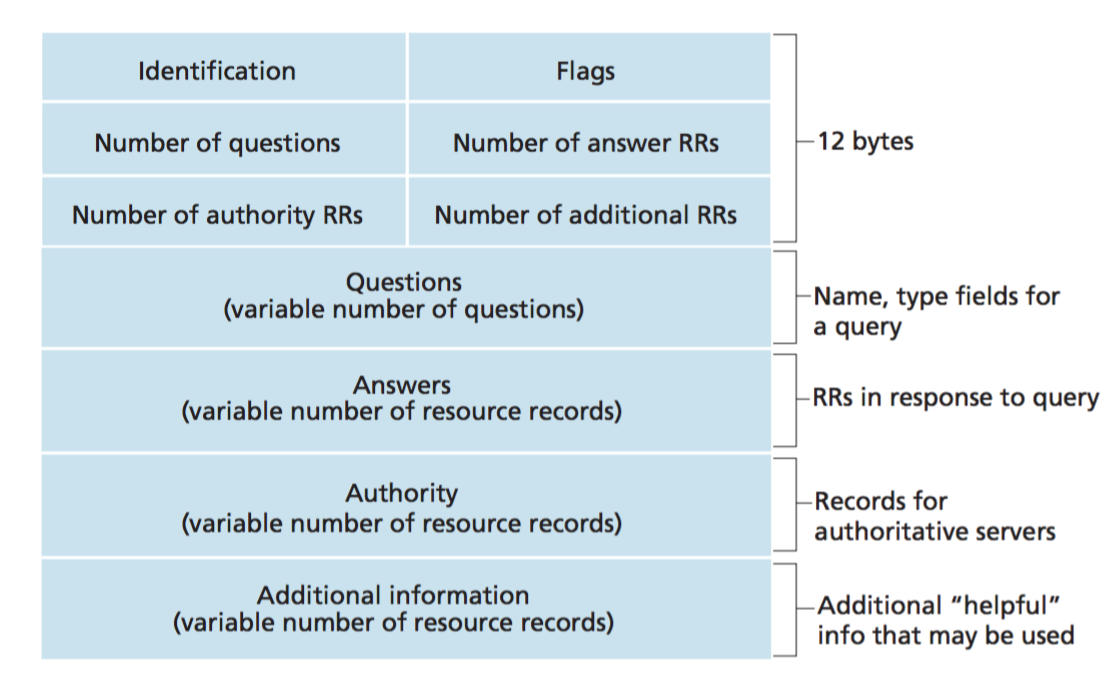 Identification
Flags
Number of questions
Number of answer RRs
Number of authority RRs
Number of additional RRs
12 bytes
Questions
(variable number of questions)
Name, type fields for
a query
Answers
(variable number of resource records)
RRs in response to query
Authority
(variable number of resource records)
Records for
authoritative servers
Additional information
(variable number of resource records)
Additional “helpful”
info that may be used